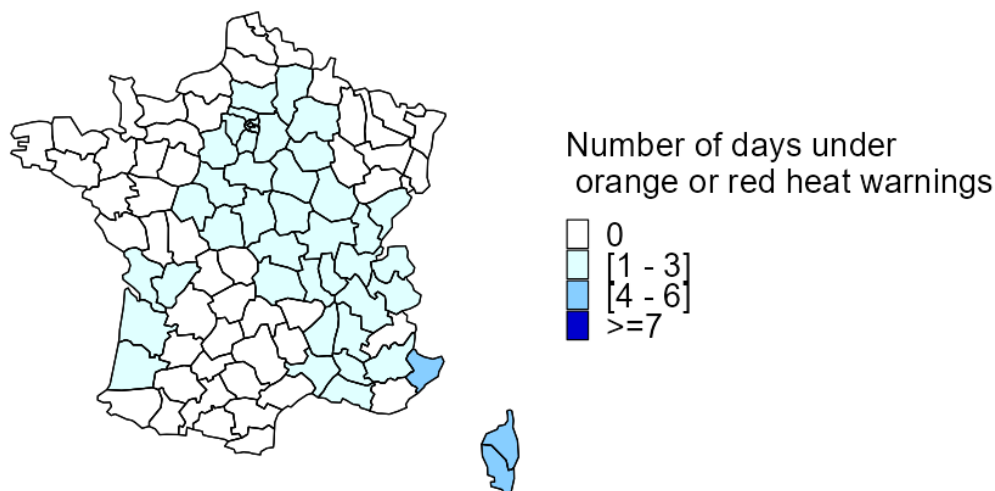 Number of days under
orange or red heat warnings
0
[1 - 3]
[4 - 6]
>=7